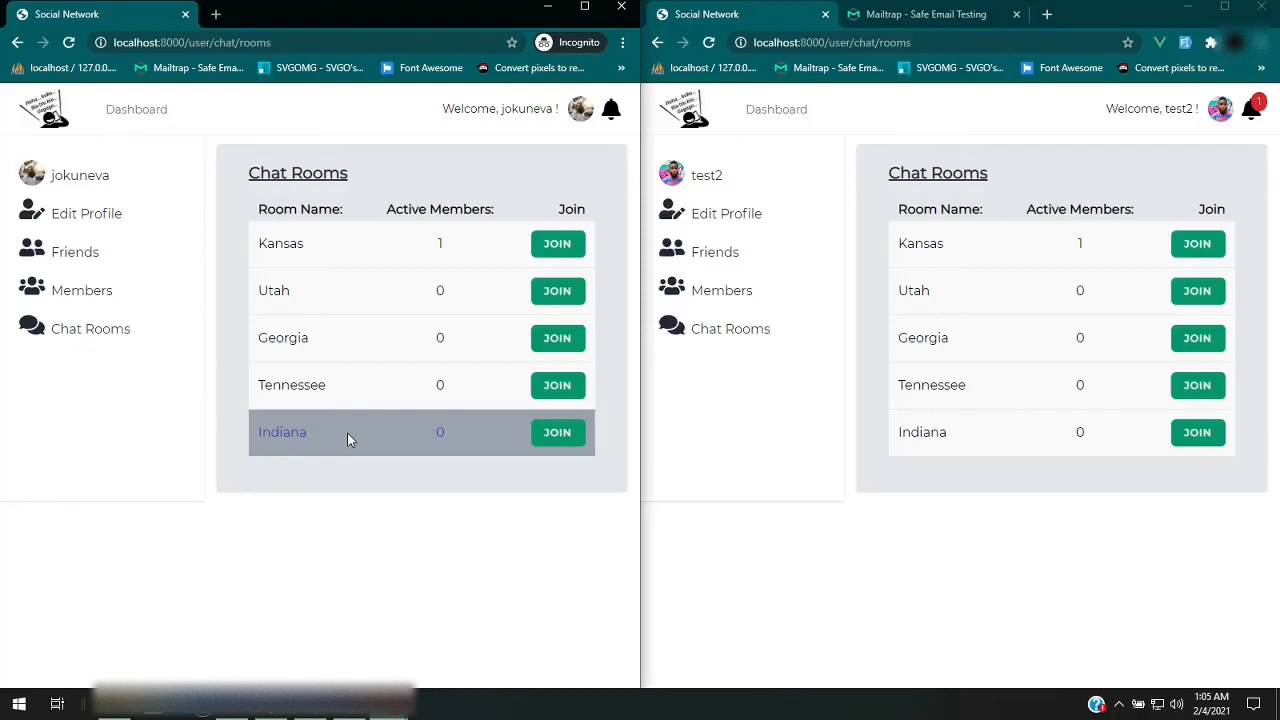 Social Network
localhost:8000/user/chat/rooms
Incognito
localhost / 127.0.0....
Mailtrap - Safe Ema...
SVGOMG - SVGO's...
Font Awesome
Convert pixels to re...
»
Dashboard
Welcome, jokuneva !
jokuneva
Edit Profile
Friends
Members
Chat Rooms
Chat Rooms
Room Name: Active Members: Join
Kansas 1 JOIN
Utah 0 JOIN
Georgia 0 JOIN
Tennessee 0 JOIN
Indiana 0 JOIN
Social Network
Mailtrap - Safe Email Testing
localhost:8000/user/chat/rooms
localhost / 127.0.0....
Mailtrap - Safe Ema...
SVGOMG - SVGO's...
Font Awesome
Convert pixels to re...
»
Dashboard
Welcome, test2 !
1
test2
Edit Profile
Friends
Members
Chat Rooms
Chat Rooms
Room Name: Active Members: Join
Kansas 1 JOIN
Utah 0 JOIN
Georgia 0 JOIN
Tennessee 0 JOIN
Indiana 0 JOIN
1:05 AM
2/4/2021